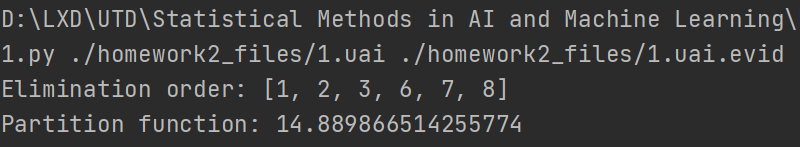 D:\LXD\UTD\Statistical Methods in AI and Machine Learning\
1.py ./homework2_files/1.uai ./homework2_files/1.uai.evid
Elimination order: [1, 2, 3, 6, 7, 8]
Partition function: 14.889866514255774